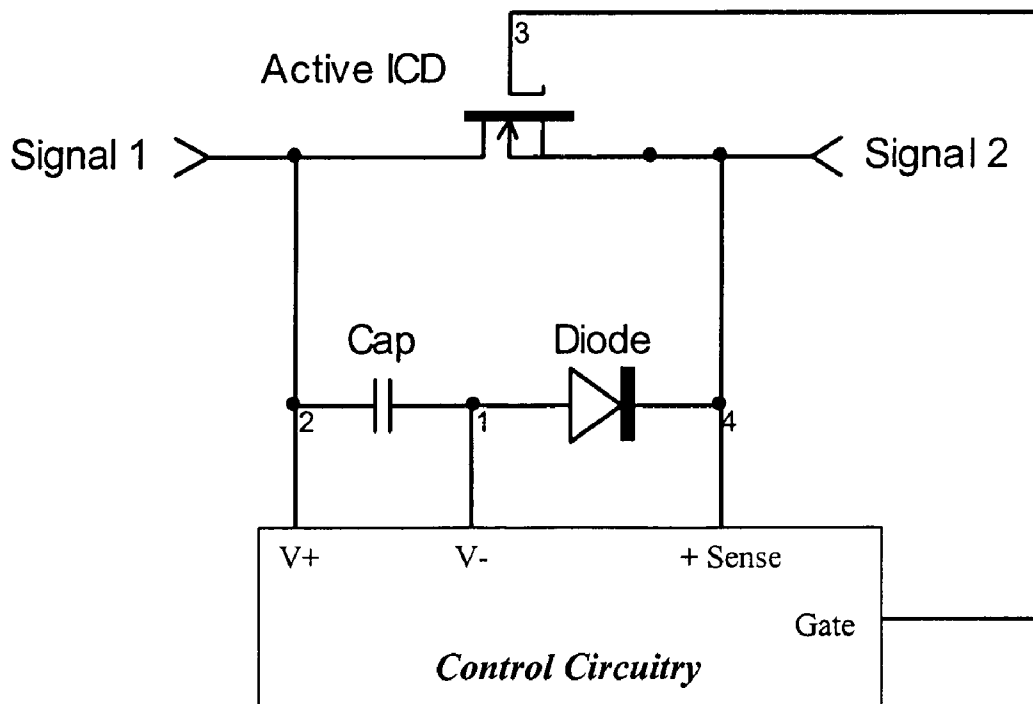 3
Active ICD
Signal 1
Signal 2
Cap
Diode
2
1
4
V+
V-
+ Sense
Gate
Control Circuitry